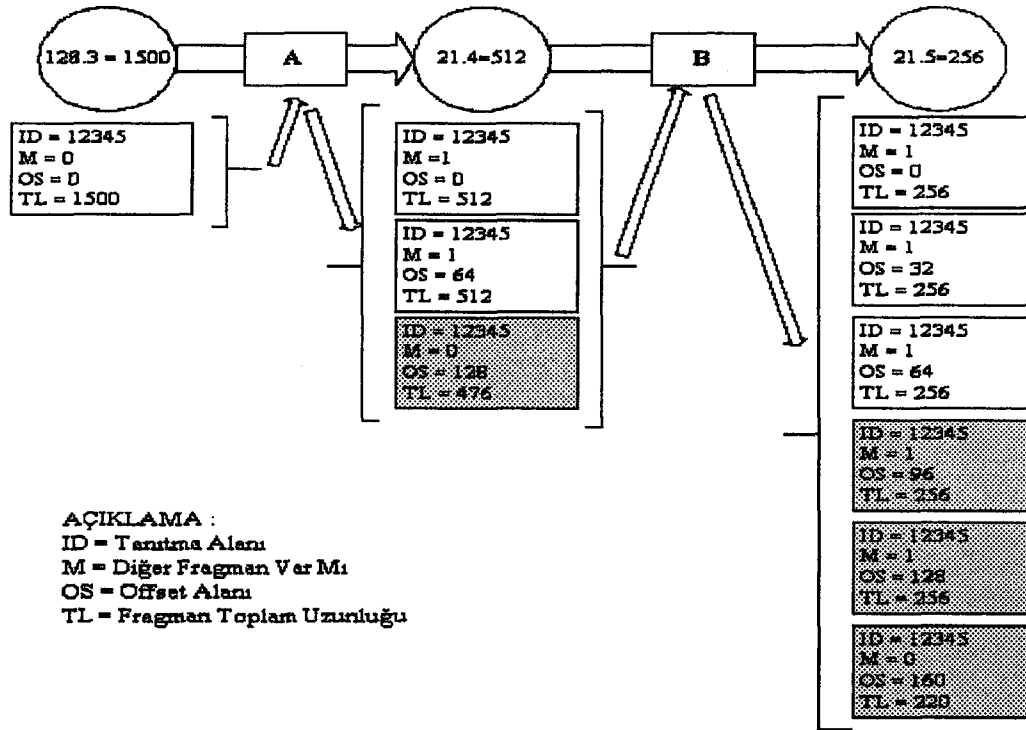 128.3 = 1500
A
21.4=512
B
21.5=256
ID = 12345
M = 0
OS = 0
TL = 1500
ID = 12345
M =1
OS = 0
TL = 512
ID = 12345
M = 1
OS = 64
TL = 512
ID = 12345
M = 0
OS = 128
TL = 476
ID = 12345
M = 1
OS = 0
TL = 256
ID = 12345
M = 1
OS = 32
TL = 256
ID = 12345
M = 1
OS = 64
TL = 256
ID = 12345
M = 1
OS = 96
TL = 256
ID = 12345
M = 1
OS = 128
TL = 256
ID = 12345
M = 0
OS = 160
TL = 220
AÇIKLAMA :
ID = Tanıtma Alanı
M = Diğer Fragman Var Mı
OS = Offset Alanı
TL = Fragman Toplam Uzunluğu